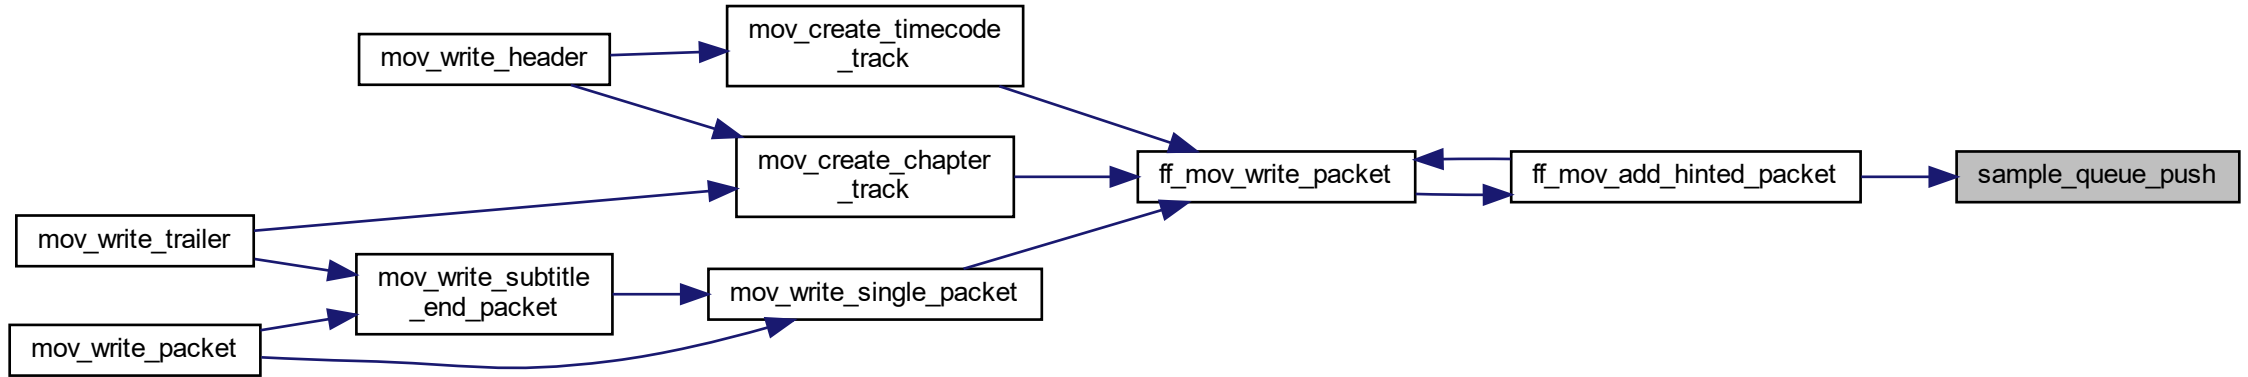 mov_create_timecode
_track
mov_write_header
mov_create_chapter
_track
ff_mov_write_packet
ff_mov_add_hinted_packet
sample_queue_push
mov_write_trailer
mov_write_subtitle
_end_packet
mov_write_single_packet
mov_write_packet